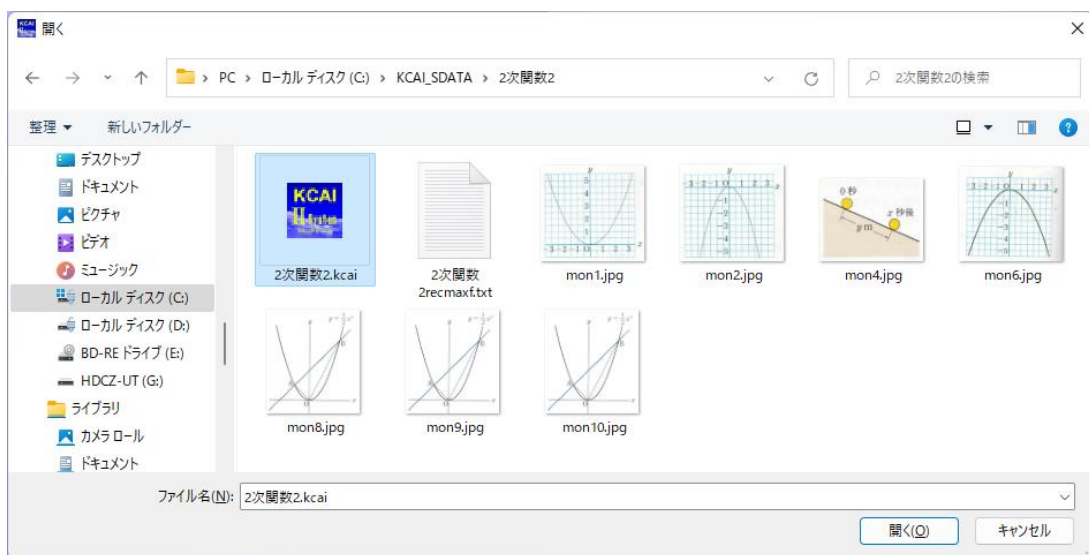 開く
PC › ローカル ディスク (C:) › KCAI_SDATA › 2次関数2
2次関数2の検索
整理
新しいフォルダー
デスクトップ
ドキュメント
ピクチャ
ビデオ
ミュージック
ローカル ディスク (C:)
ローカル ディスク (D:)
BD-RE ドライブ (E:)
HDCZ-UT (G:)
ライブラリ
カメラ ロール
ドキュメント
KCAI
2次関数2.kcai
2次関数
2recmaxf.txt
mon1.jpg
mon2.jpg
0秒
x秒後
ym
mon4.jpg
mon6.jpg
mon8.jpg
mon9.jpg
mon10.jpg
ファイル名(N): 2次関数2.kcai
開く(O)
キャンセル